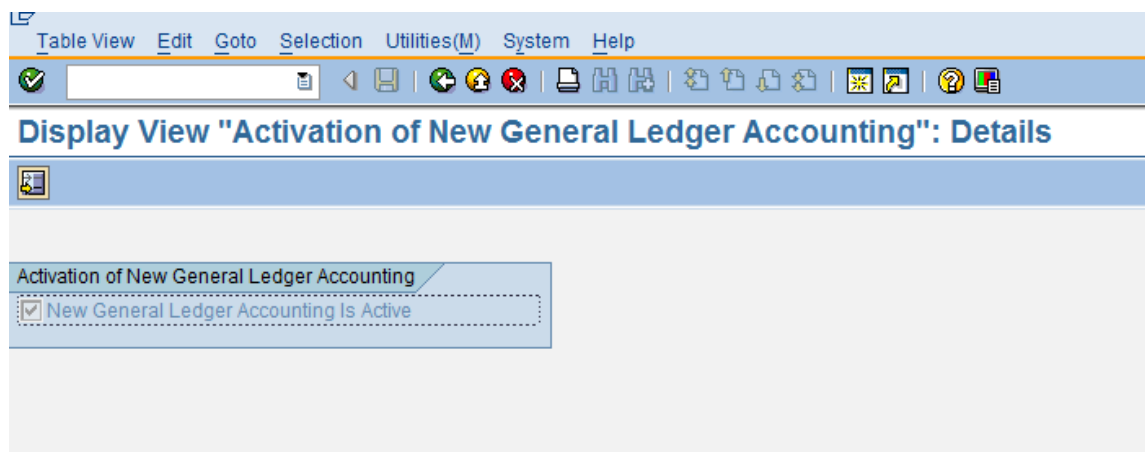 Table View Edit Goto Selection Utilities(M) System Help
Display View "Activation of New General Ledger Accounting": Details
Activation of New General Ledger Accounting
New General Ledger Accounting Is Active